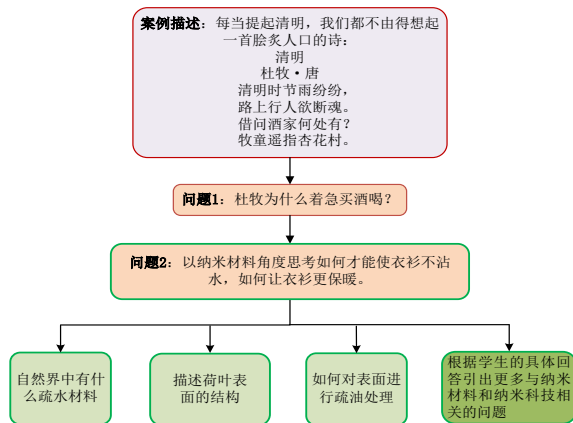 案例描述：每当提起清明，我们都不由得想起
一首脍炙人口的诗：
清明
杜牧·唐
清明时节雨纷纷，
路上行人欲断魂。
借问酒家何处有？
牧童遥指杏花村。
问题1：杜牧为什么着急买酒喝？
问题2：以纳米材料角度思考如何才能使衣衫不沾
水，如何让衣衫更保暖。
自然界中有什
么疏水材料
描述荷叶表
面的结构
如何对表面进
行疏油处理
根据学生的具体回
答引出更多与纳米
材料和纳米科技相
关的问题